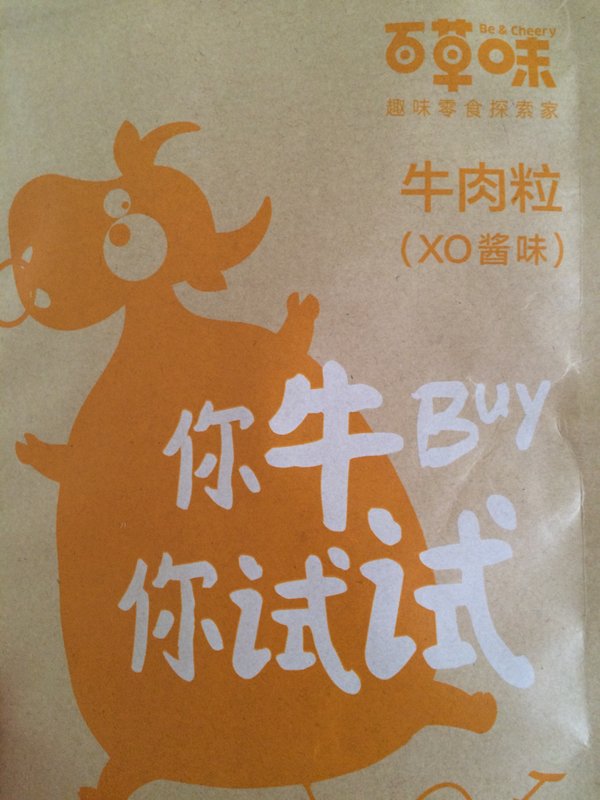 Be & Cheery
百草味
趣味零食探索家
牛肉粒
(XO酱味)
你牛Buy
你试试